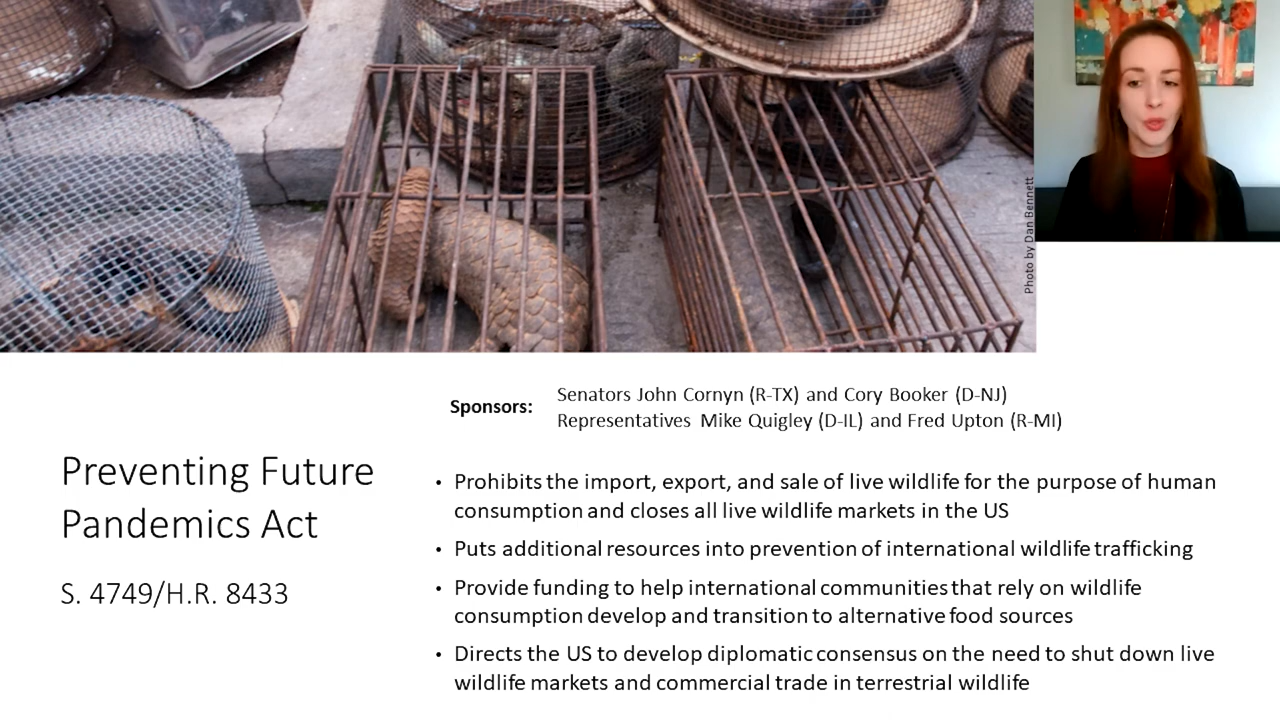 Photo by Dan Bennett
Sponsors:
Senators John Cornyn (R-TX) and Cory Booker (D-NJ)
Representatives Mike Quigley (D-IL) and Fred Upton (R-MI)
Preventing Future
Pandemics Act
S. 4749/H.R. 8433
• Prohibits the import, export, and sale of live wildlife for the purpose of human
consumption and closes all live wildlife markets in the US
• Puts additional resources into prevention of international wildlife trafficking
• Provide funding to help international communities that rely on wildlife
consumption develop and transition to alternative food sources
• Directs the US to develop diplomatic consensus on the need to shut down live
wildlife markets and commercial trade in terrestrial wildlife